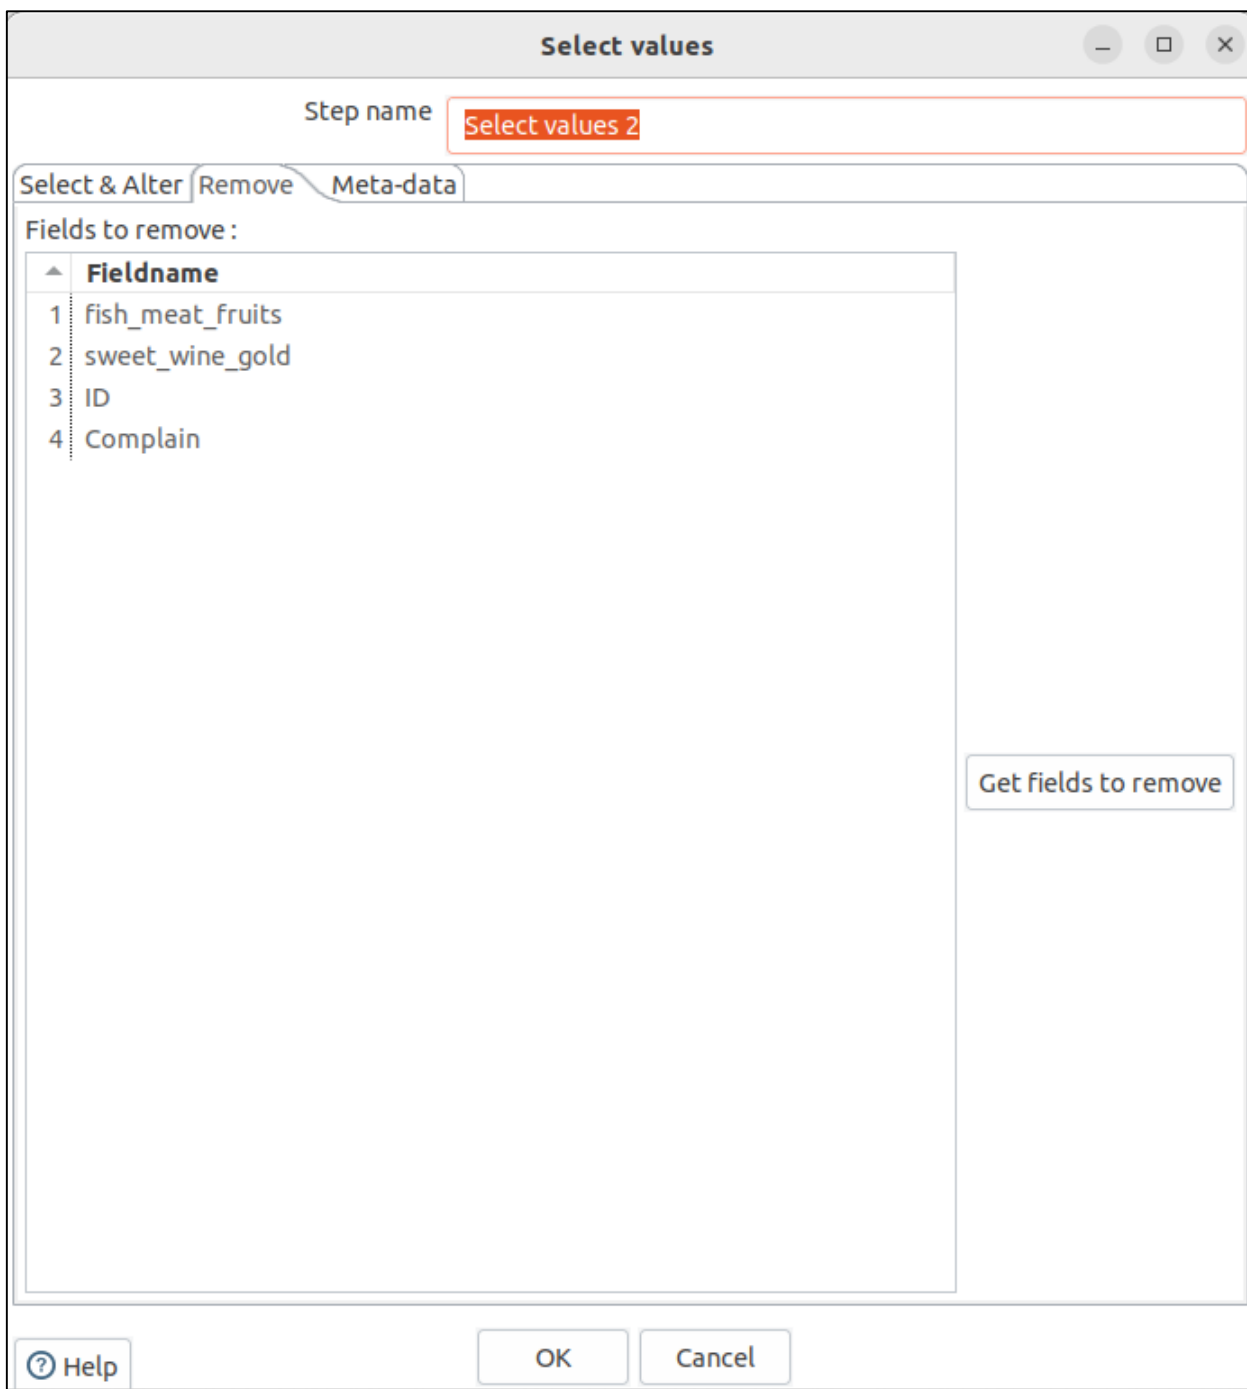 Select values
Step name Select values 2
Select & Alter Remove Meta-data
Fields to remove :
Fieldname
1 fish_meat_fruits
2 sweet_wine_gold
3 ID
4 Complain
Get fields to remove
Help OK Cancel